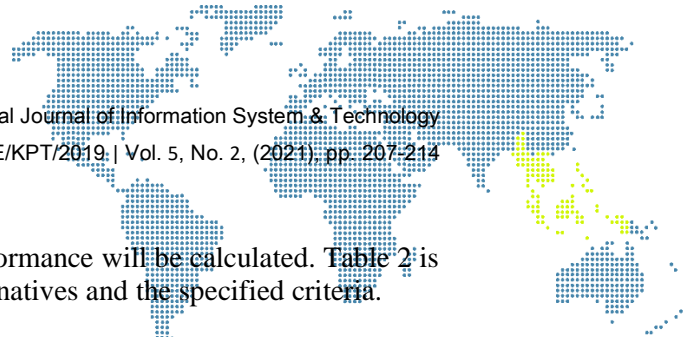 al Journal of Information System & Technology
E/KPT/2019 | Vol. 5, No. 2, (2021), pp. 207-214
ormance will be calculated. Table 2 is
natives and the specified criteria.